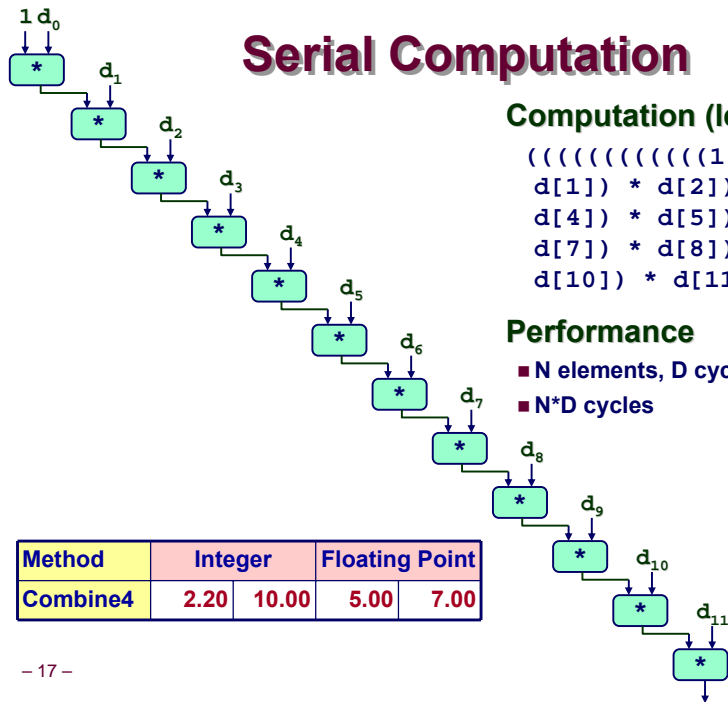 Serial Computation
1 d0
*
d1
*
d2
*
d3
*
d4
*
d5
*
d6
*
d7
*
d8
*
d9
*
d10
*
d11
*
Computation
((((((((((((1
d[1]) * d[2])
d[4]) * d[5])
d[7]) * d[8])
d[10]) * d[11
Performance
■ N elements, D
■ N*D cycles
Method Integer Floating Point
Combine4 2.20 10.00 5.00 7.00
– 17 –